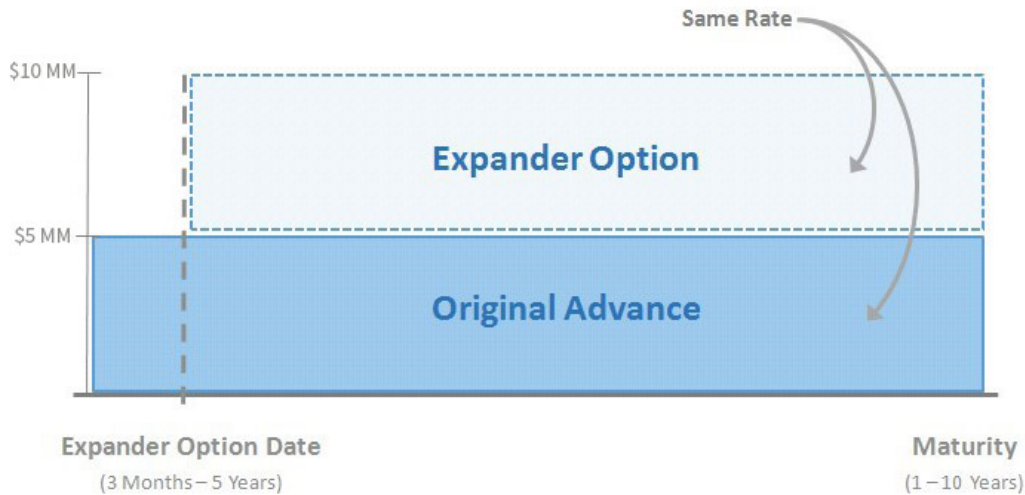 Same Rate
$10 MM
Expander Option
$5 MM
Original Advance
Expander Option Date
(3 Months – 5 Years)
Maturity
(1 – 10 Years)